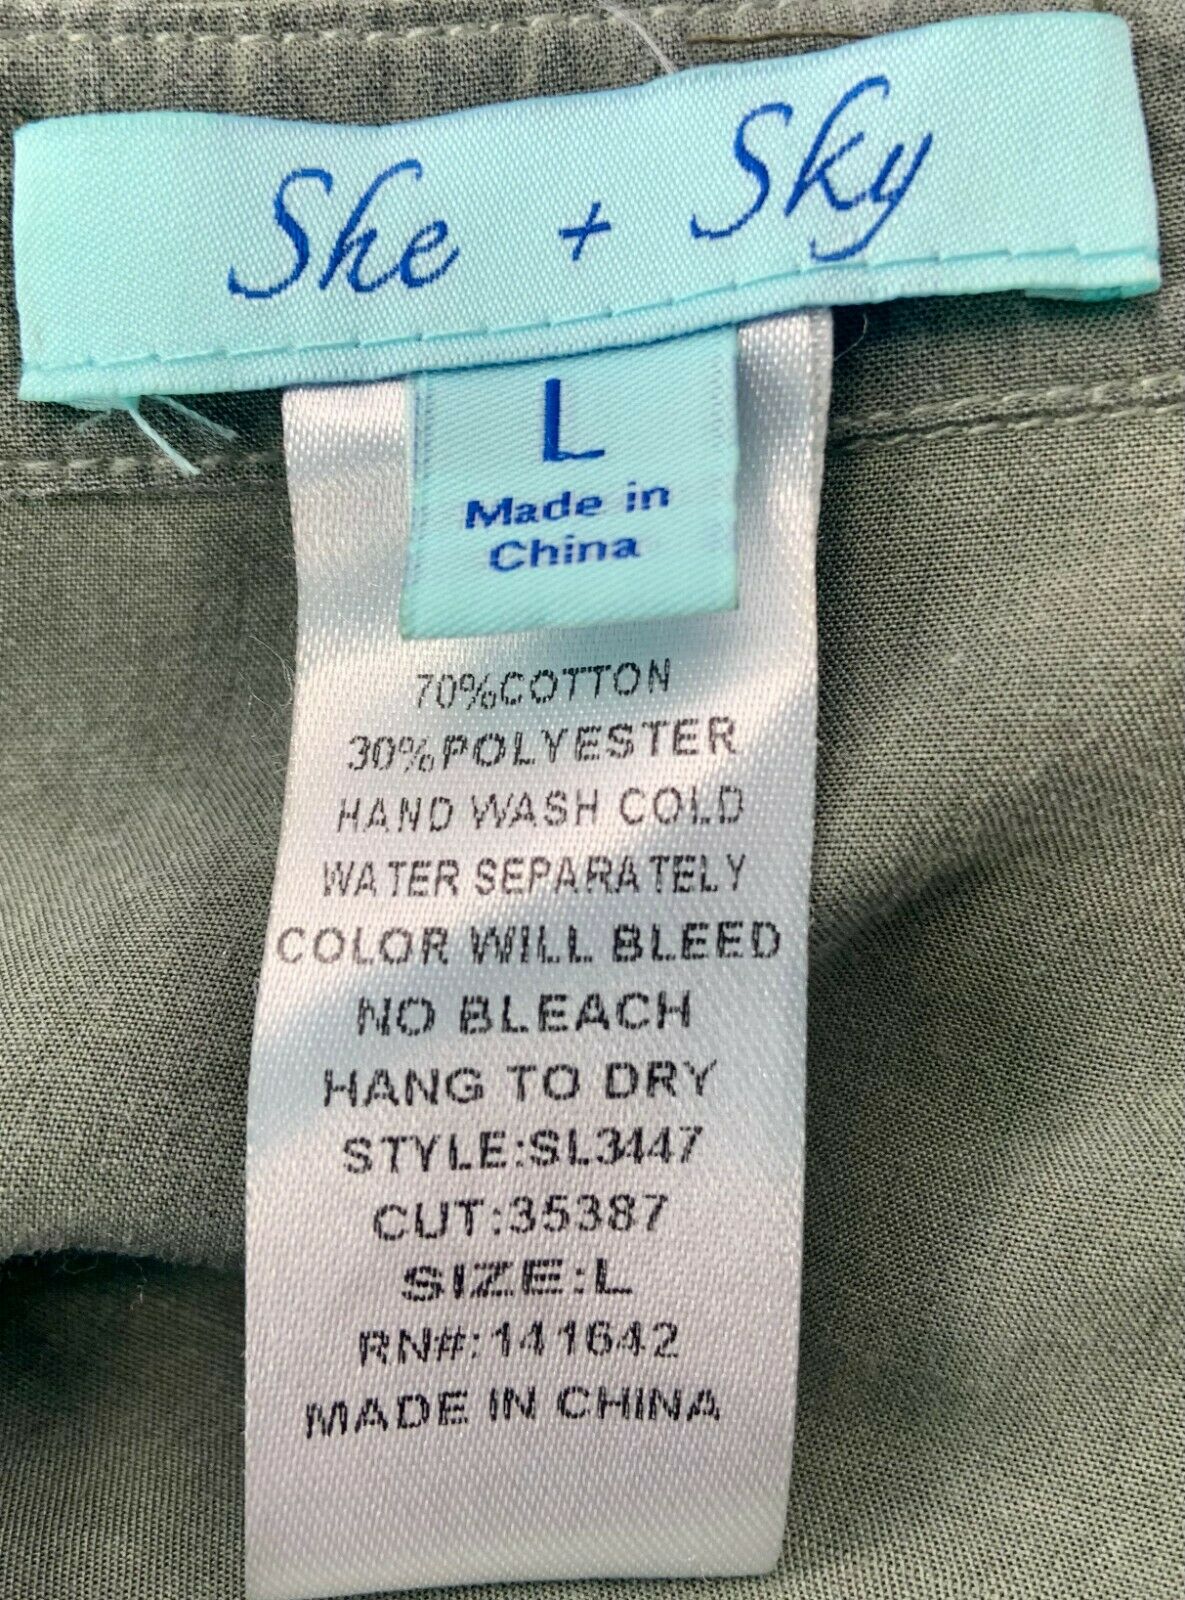 She + Sky
L
Made in
China
70%COTTON
30%POLYESTER
HAND WASH COLD
WATER SEPARATELY
COLOR WILL BLEED
NO BLEACH
HANG TO DRY
STYLE:SL3447
CUT:35387
SIZE:L
RN#:141642
MADE IN CHINA